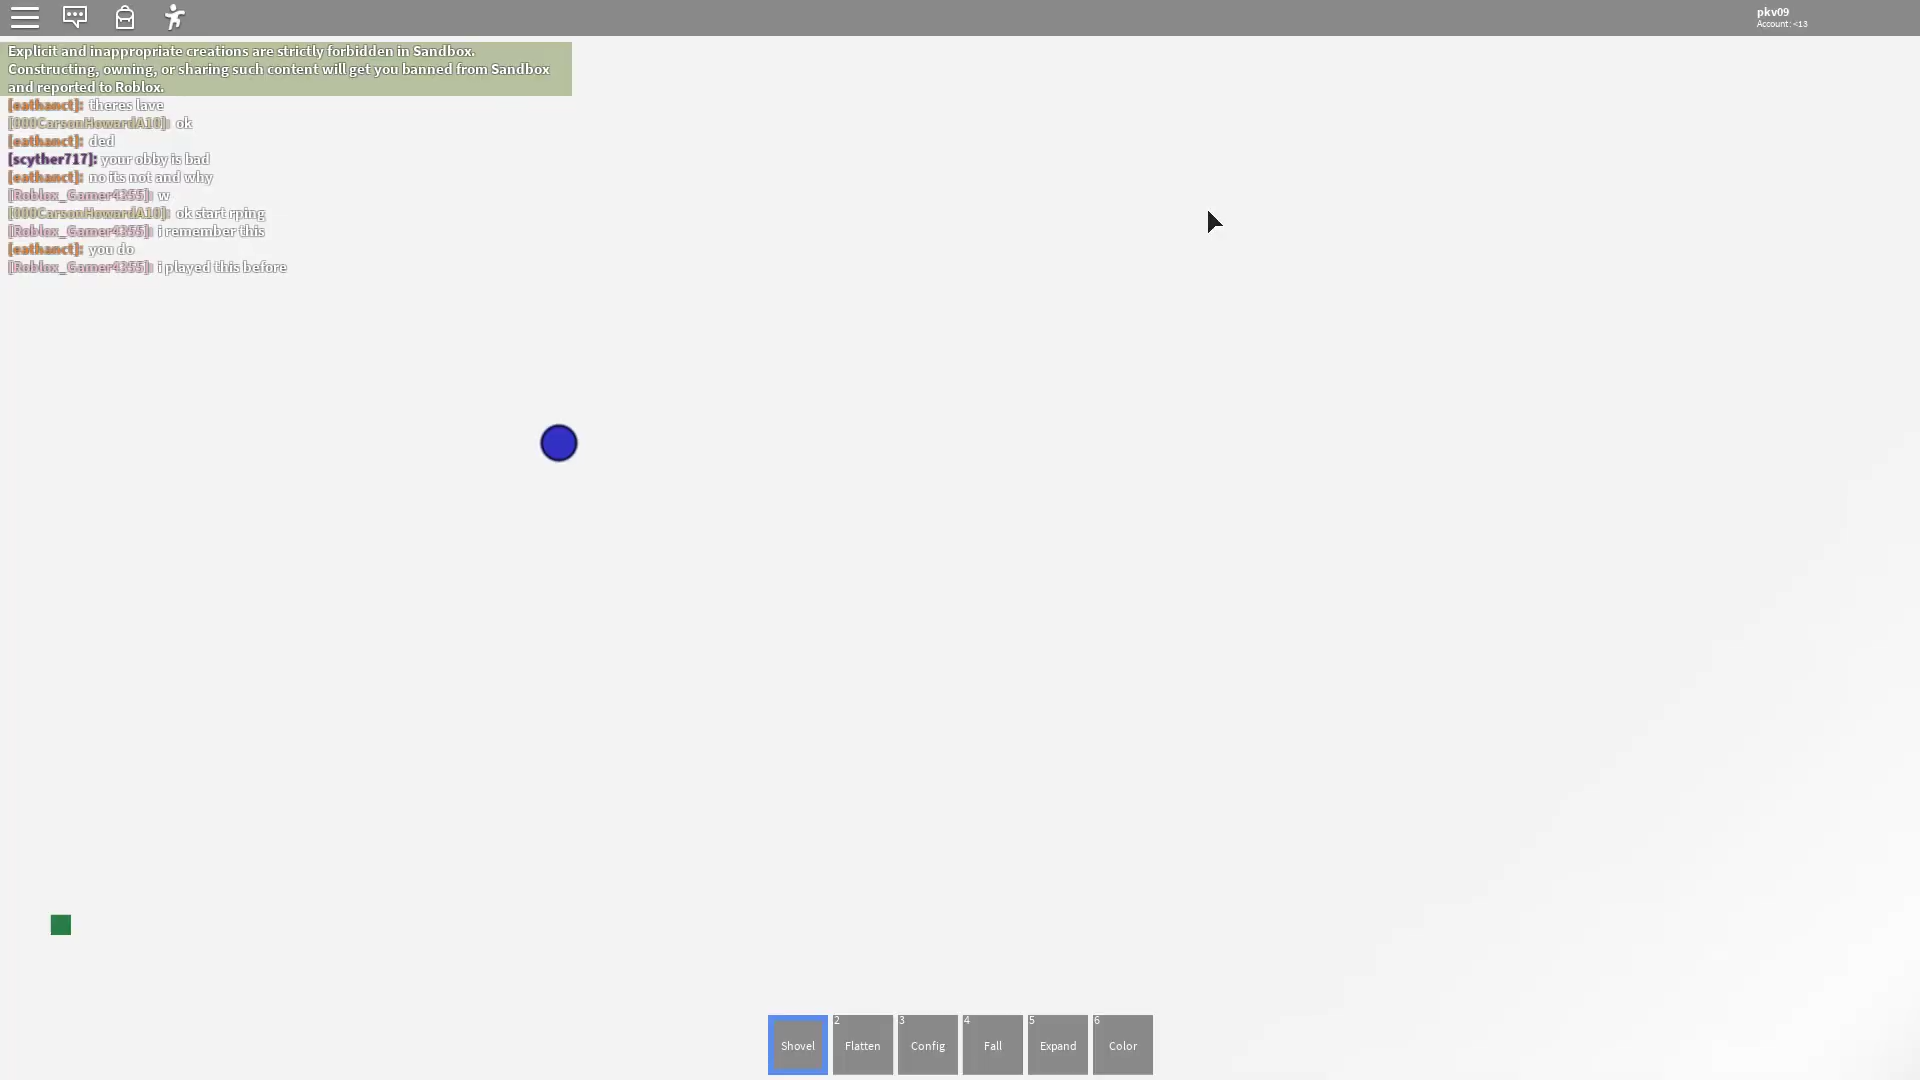 pkv09
Account: <13
Explicit and inappropriate creations are strictly forbidden in Sandbox.
Constructing, owning, or sharing such content will get you banned from Sandbox
and reported to Roblox.
[eathanct]: theres lave
[000CarsonHowardA10]: ok
[eathanct]: ded
[scyther717]: your obby is bad
[eathanct]: no its not and why
[Roblox_Gamer4355]: w
[000CarsonHowardA10]: ok start rping
[Roblox_Gamer4355]: i remember this
[eathanct]: you do
[Roblox_Gamer4355]: i played this before
2 3 4 5 6
Shovel Flatten Config Fall Expand Color